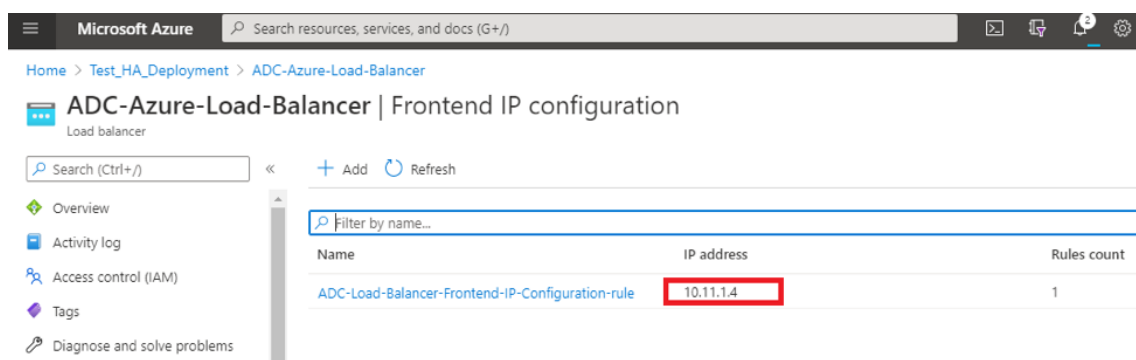 Microsoft Azure
Search resources, services, and docs (G+/)
2
Home > Test_HA_Deployment > ADC-Azure-Load-Balancer
ADC-Azure-Load-Balancer | Frontend IP configuration
Load balancer
Search (Ctrl+/)
«
+ Add
Refresh
Overview
Activity log
Access control (IAM)
Tags
Diagnose and solve problems
Filter by name...
Name IP address Rules count
ADC-Load-Balancer-Frontend-IP-Configuration-rule 10.11.1.4 1